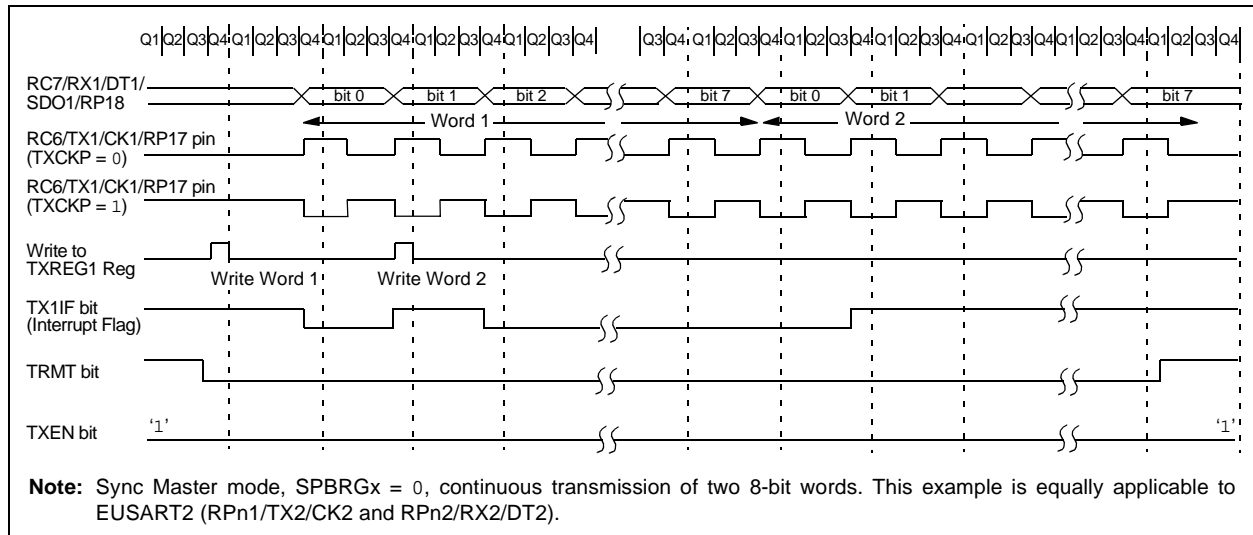 Q1 Q2 Q3 Q4 Q1 Q2 Q3 Q4 Q1 Q2 Q3 Q4 Q1 Q2 Q3 Q4 Q1 Q2 Q3 Q4 Q3 Q4 Q1 Q2 Q3 Q4 Q1 Q2 Q3 Q4 Q1 Q2 Q3 Q4 Q1 Q2 Q3 Q4 Q1 Q2 Q3 Q4 Q1 Q2 Q3 Q4
RC7/RX1/DT1/
SDO1/RP18
bit 0 bit 1 bit 2 bit 7 bit 0 bit 1 bit 7
Word 1 Word 2
RC6/TX1/CK1/RP17 pin
(TXCKP = 0)
RC6/TX1/CK1/RP17 pin
(TXCKP = 1)
Write to
TXREG1 Reg
Write Word 1 Write Word 2
TX1IF bit
(Interrupt Flag)
TRMT bit
TXEN bit '1' '1'
Note: Sync Master mode, SPBRGx = 0, continuous transmission of two 8-bit words. This example is equally applicable to
EUSART2 (RPn1/TX2/CK2 and RPn2/RX2/DT2).